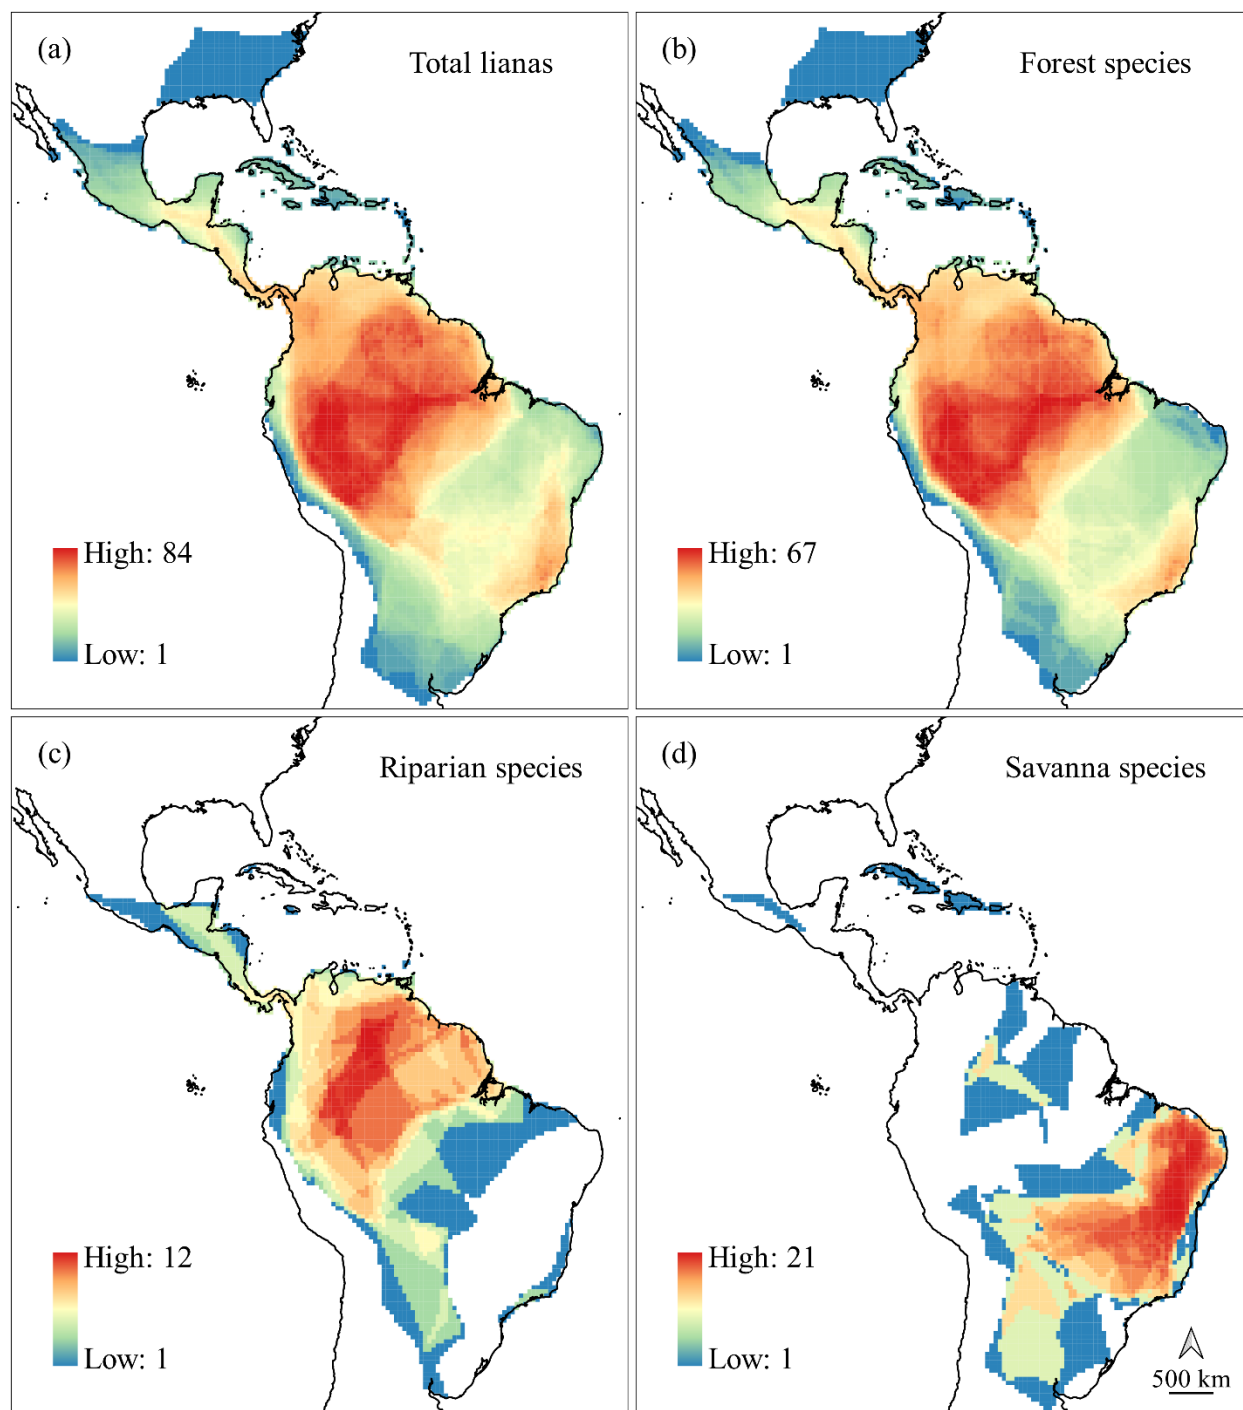 (a)
Total lianas
High: 84
Low: 1
(b)
Forest species
High: 67
Low: 1
(c)
Riparian species
High: 12
Low: 1
(d)
Savanna species
High: 21
Low: 1
500 km